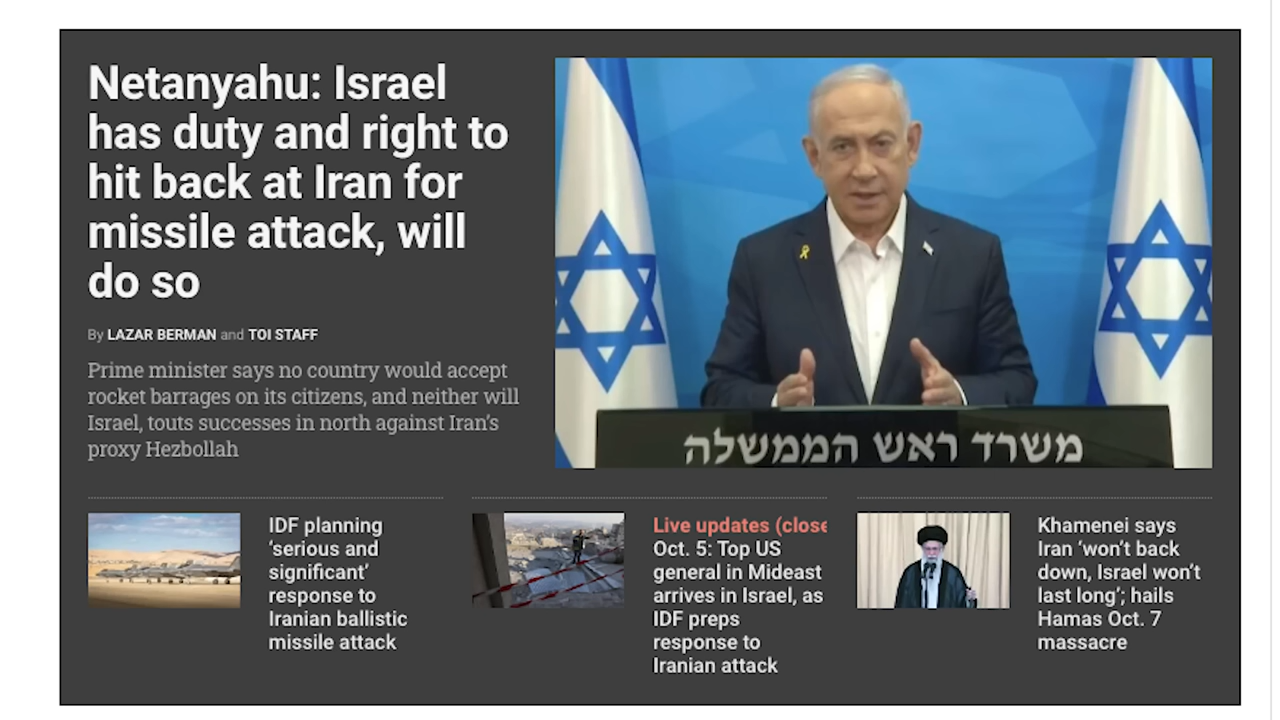 Netanyahu: Israel
has duty and right to
hit back at Iran for
missile attack, will
do so
By LAZAR BERMAN and TOI STAFF
Prime minister says no country would accept
rocket barrages on its citizens, and neither will
Israel, touts successes in north against Iran's
proxy Hezbollah
משרד ראש הממשלה
IDF planning
‘serious and
significant’
response to
Iranian ballistic
missile attack
Live updates (close
Oct. 5: Top US
general in Mideast
arrives in Israel, as
IDF preps
response to
Iranian attack
Khamenei says
Iran ‘won’t back
down, Israel won’t
last long’; hails
Hamas Oct. 7
massacre